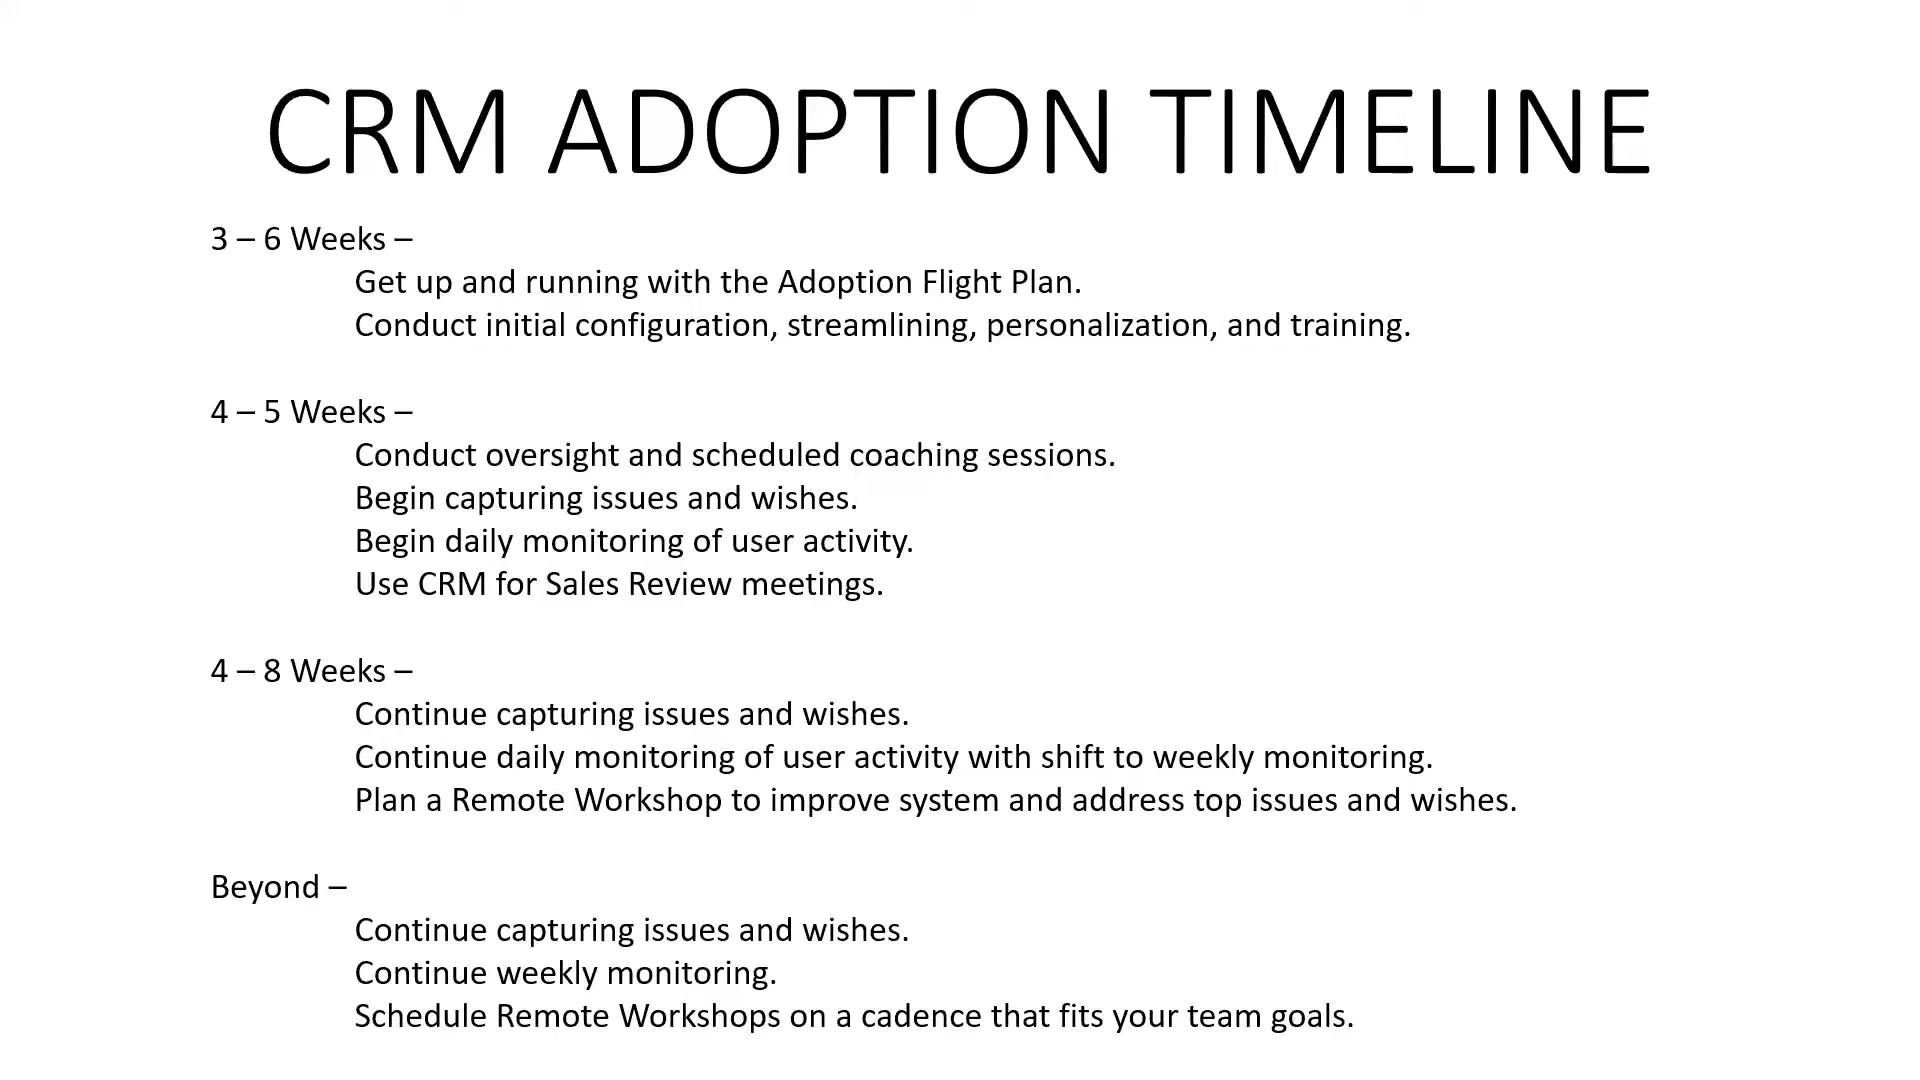 CRM ADOPTION TIMELINE
3 – 6 Weeks –
Get up and running with the Adoption Flight Plan.
Conduct initial configuration, streamlining, personalization, and training.
4 – 5 Weeks –
Conduct oversight and scheduled coaching sessions.
Begin capturing issues and wishes.
Begin daily monitoring of user activity.
Use CRM for Sales Review meetings.
4 – 8 Weeks –
Continue capturing issues and wishes.
Continue daily monitoring of user activity with shift to weekly monitoring.
Plan a Remote Workshop to improve system and address top issues and wishes.
Beyond –
Continue capturing issues and wishes.
Continue weekly monitoring.
Schedule Remote Workshops on a cadence that fits your team goals.